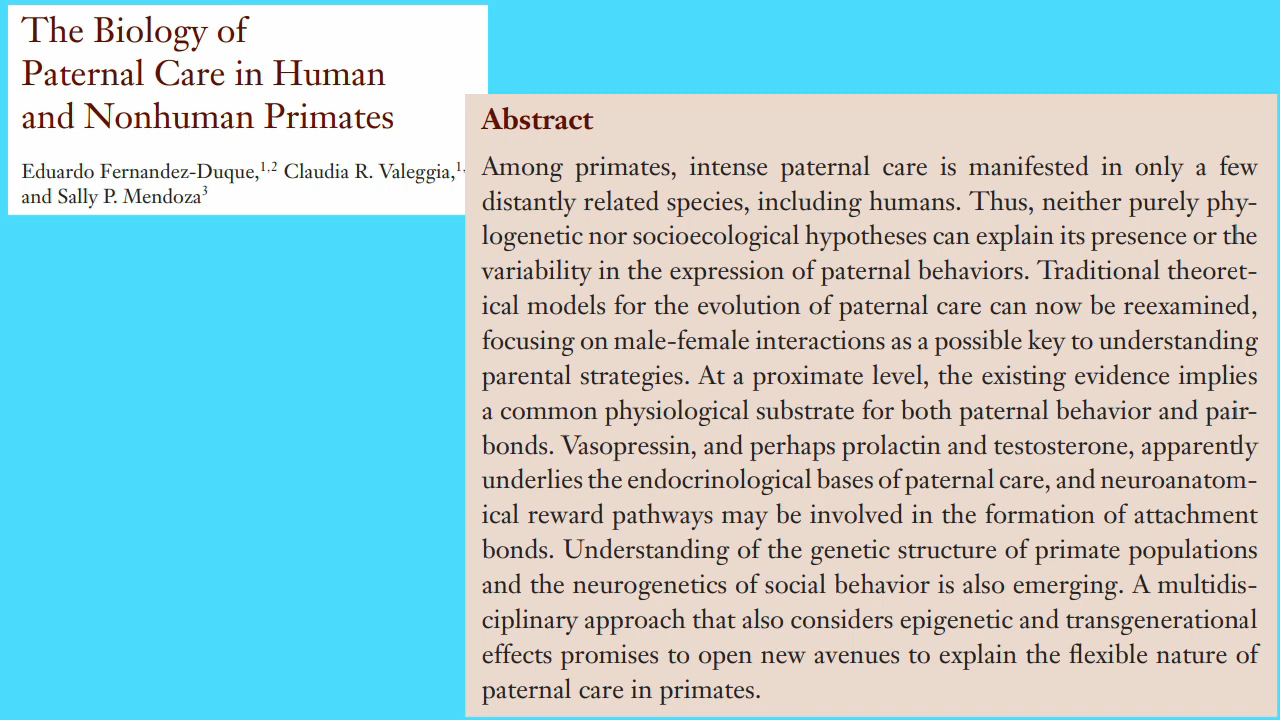 The Biology of
Paternal Care in Human
and Nonhuman Primates
Eduardo Fernandez-Duque,1,2 Claudia R. Valeggia,1,
and Sally P. Mendoza3
Abstract
Among primates, intense paternal care is manifested in only a few
distantly related species, including humans. Thus, neither purely phy-
logenetic nor socioecological hypotheses can explain its presence or the
variability in the expression of paternal behaviors. Traditional theoret-
ical models for the evolution of paternal care can now be reexamined,
focusing on male-female interactions as a possible key to understanding
parental strategies. At a proximate level, the existing evidence implies
a common physiological substrate for both paternal behavior and pair-
bonds. Vasopressin, and perhaps prolactin and testosterone, apparently
underlies the endocrinological bases of paternal care, and neuroanatom-
ical reward pathways may be involved in the formation of attachment
bonds. Understanding of the genetic structure of primate populations
and the neurogenetics of social behavior is also emerging. A multidis-
ciplinary approach that also considers epigenetic and transgenerational
effects promises to open new avenues to explain the flexible nature of
paternal care in primates.